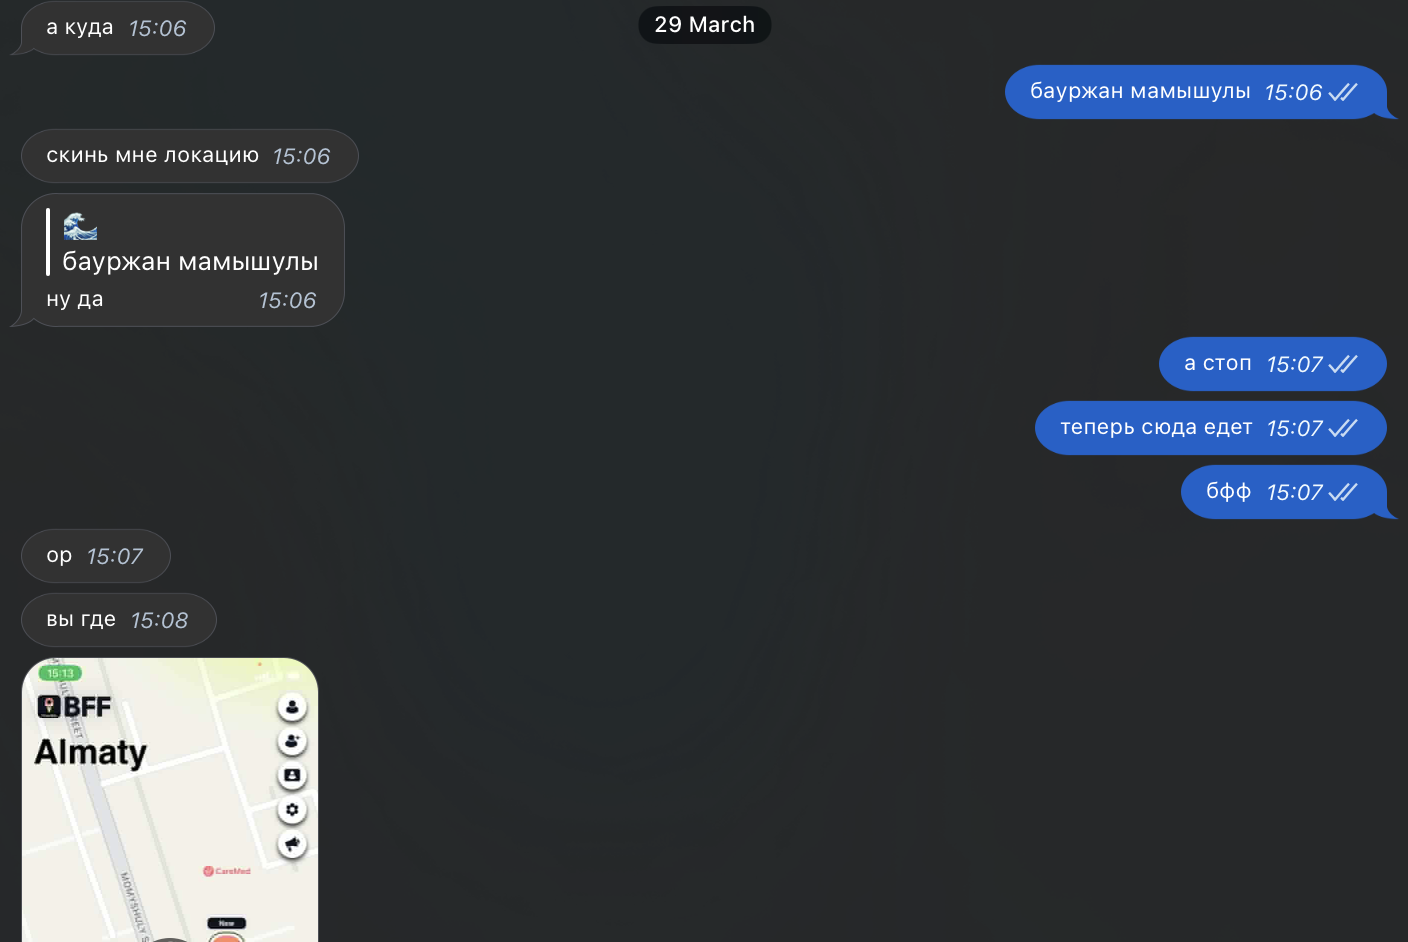 29 March
а куда 15:06
бауржан мамышулы 15:06
скинь мне локацию 15:06
бауржан мамышулы
ну да 15:06
а стоп 15:07
теперь сюда едет 15:07
бфф 15:07
ор 15:07
вы где 15:08
15:13
BFF
Almaty
CareMed
MOMYSHULY S
Now